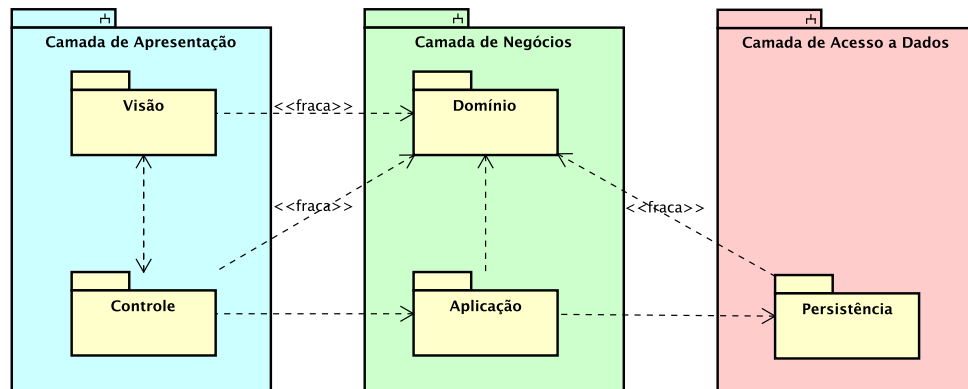 Camada de Apresentação
Camada de Negócios
Camada de Acesso a Dados
Visão
<<fraca>>
Domínio
<<fraca>>
<<fraca>>
Controle
Aplicação
Persistência